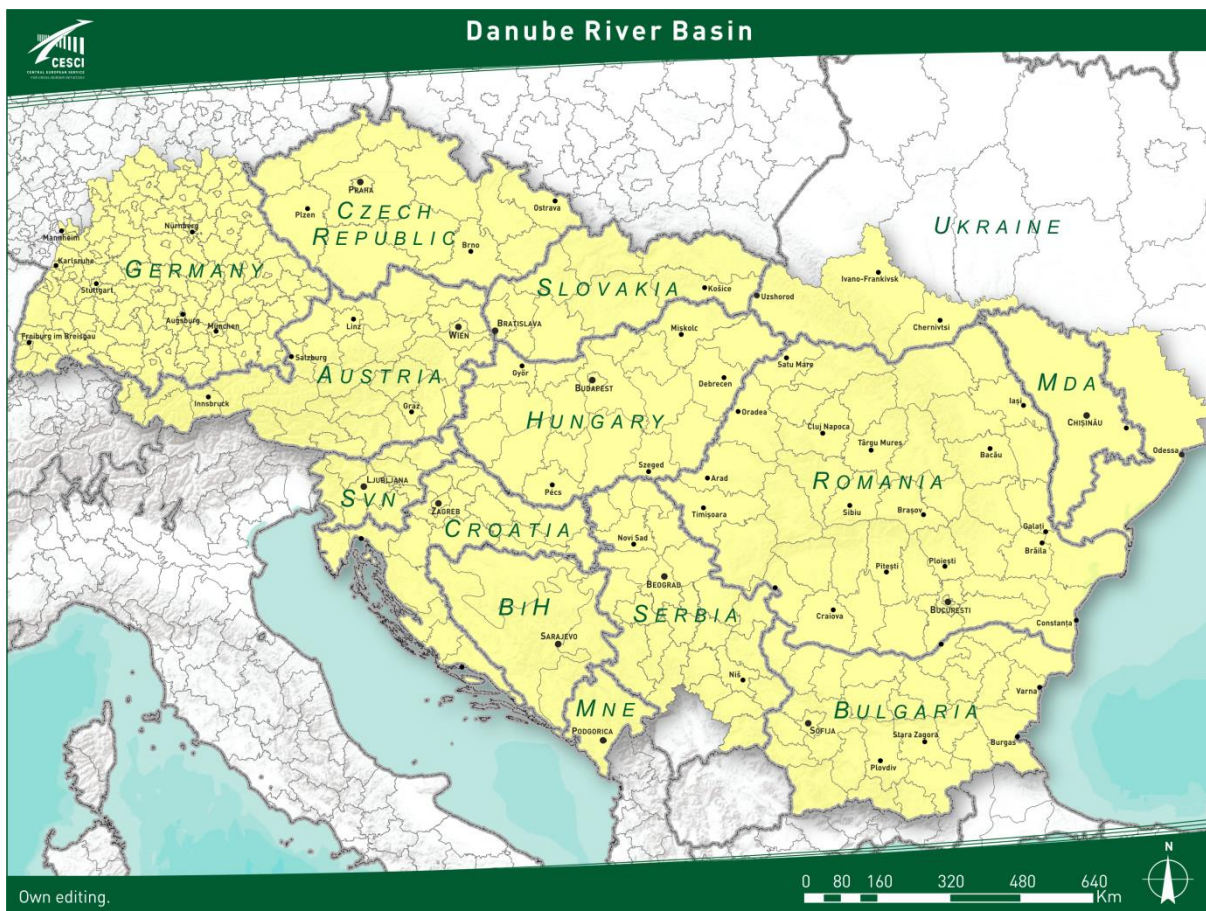 Danube River Basin
CESCI
CENTRAL EUROPEAN SERVICE
FOR CROSS-BORDER INITIATIVES
PRAHA
Plzen
CZECH
REPUBLIC
Ostrava
Brno
UKRAINE
Mannheim
Nürnberg
Karlsruhe
GERMANY
Stuttgart
Augsburg
München
Freiburg im Breisgau
SLOVAKIA
Košice
Uzshorod
Ivano-Frankivsk
Chernivtsi
Linz
WIEN
BRATISLAVA
Miskolc
Salzburg
AUSTRIA
Győr
BUDAPEST
Debrecen
Satu Mare
MDA
Innsbruck
Graz
HUNGARY
Oradea
Iași
CHIȘINĂU
Cluj Napoca
Târgu Mureș
Bacău
Odessa
LJUBLJANA
SVN
Szeged
Pécs
Arad
ROMANIA
ZAGREB
CROATIA
Timișoara
Sibiu
Brașov
Galați
Brăila
Novi Sad
BEOGRAD
Pitești
Ploiești
BIH
SERBIA
Craiova
BUCUREȘTI
Constanța
SARAJEVO
Niš
Varna
MNE
PODGORICA
BULGARIA
SOFIJA
Stara Zagora
Burgas
Plovdiv
Own editing.
0 80 160 320 480 640
Km
N